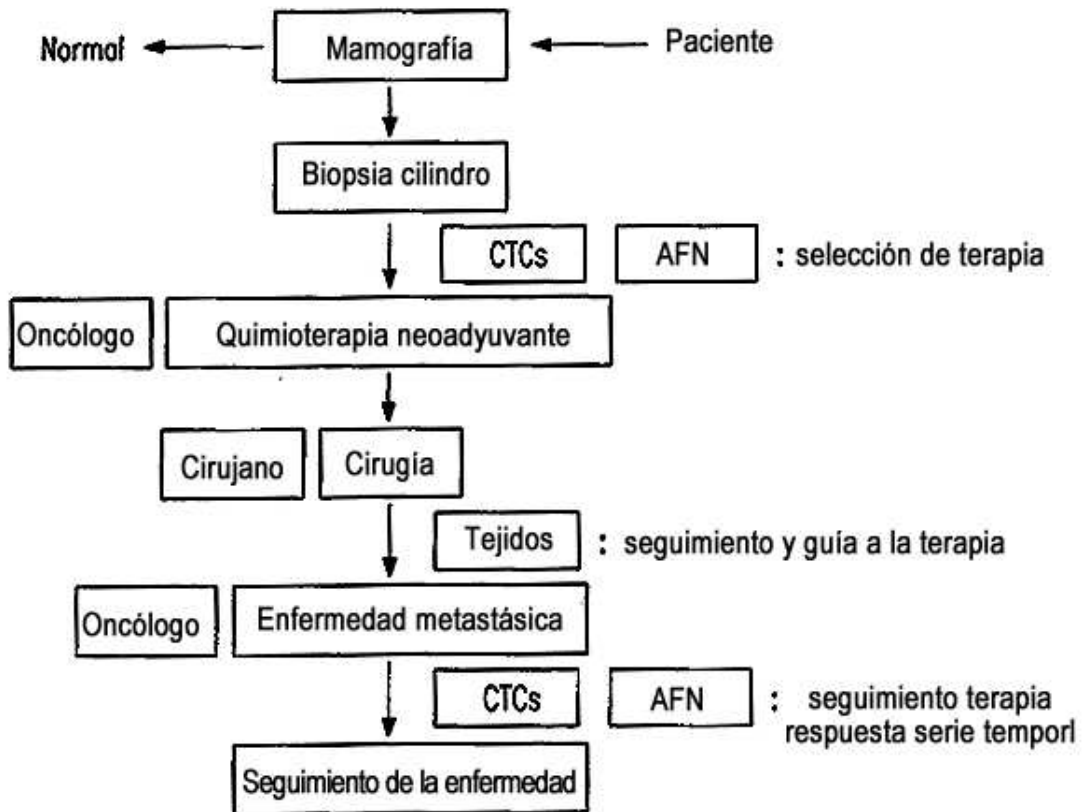 Normal Mamografía Paciente
Biopsia cilindro
CTCs AFN : selección de terapia
Oncólogo Quimioterapia neoadyuvante
Cirujano Cirugía
Tejidos : seguimiento y guía a la terapia
Oncólogo Enfermedad metastásica
CTCs AFN : seguimiento terapia
respuesta serie temporl
Seguimiento de la enfermedad